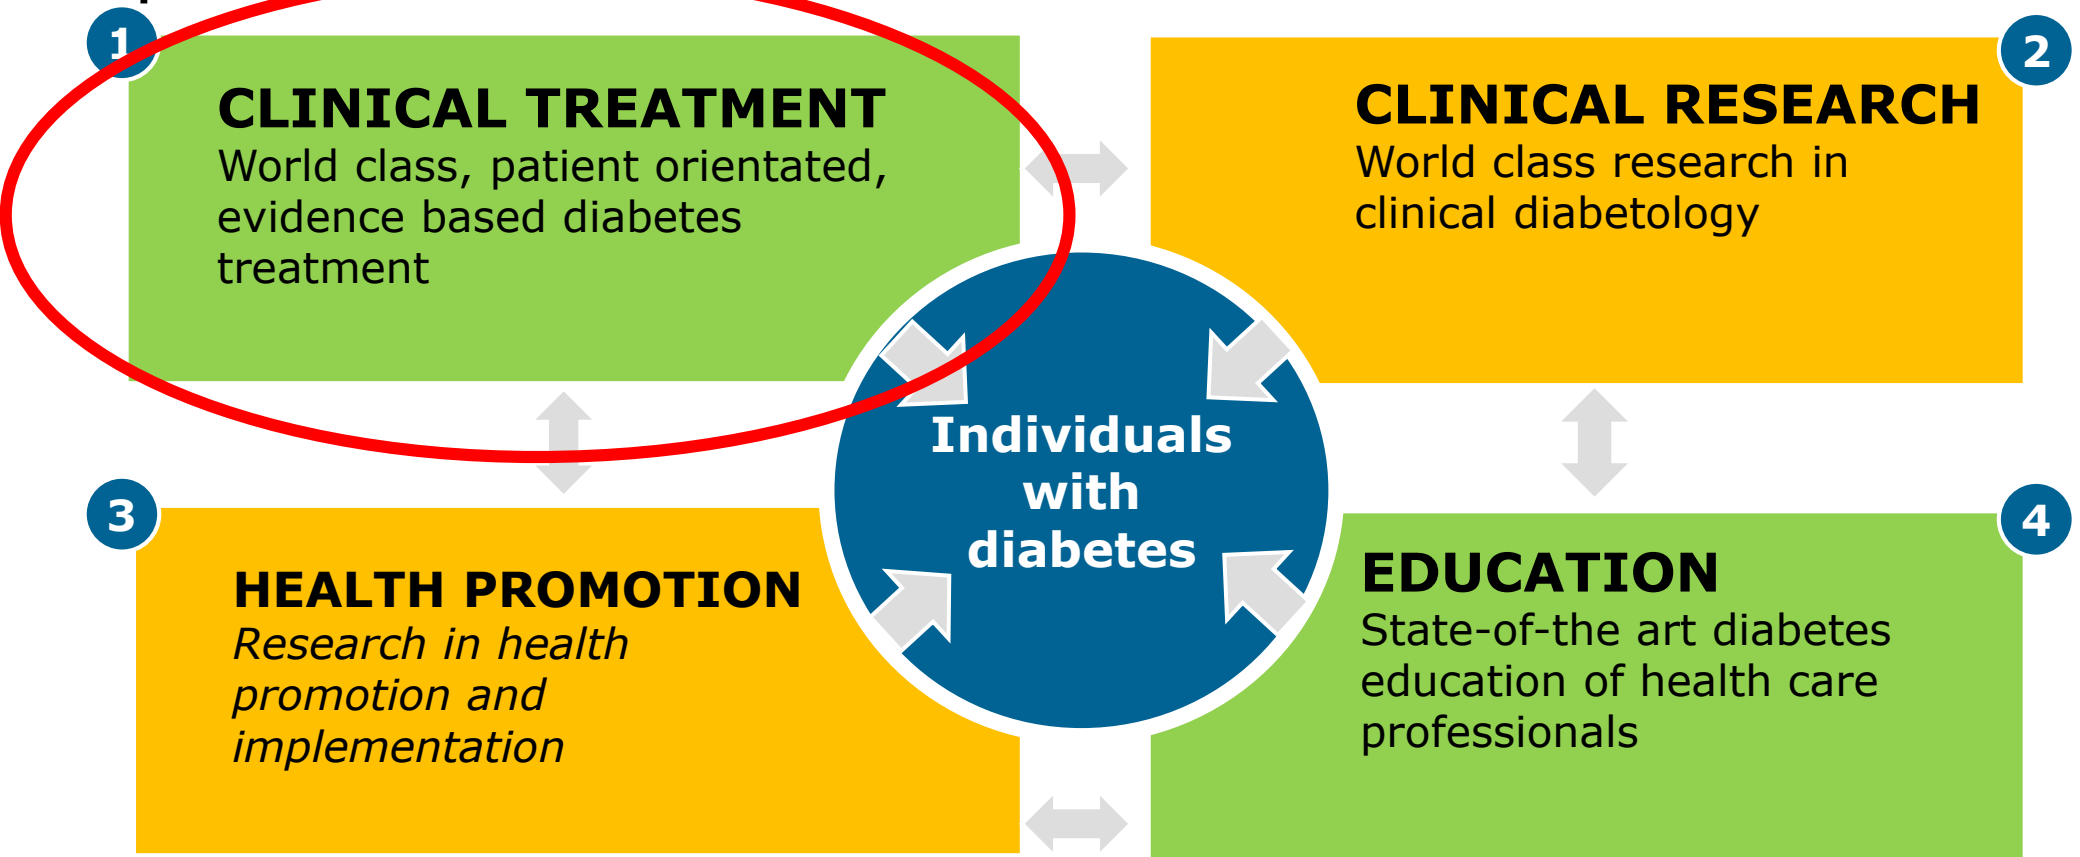 1
CLINICAL TREATMENT
World class, patient orientated,
evidence based diabetes
treatment
2
CLINICAL RESEARCH
World class research in
clinical diabetology
Individuals
with
diabetes
3
HEALTH PROMOTION
Research in health
promotion and
implementation
4
EDUCATION
State-of-the art diabetes
education of health care
professionals